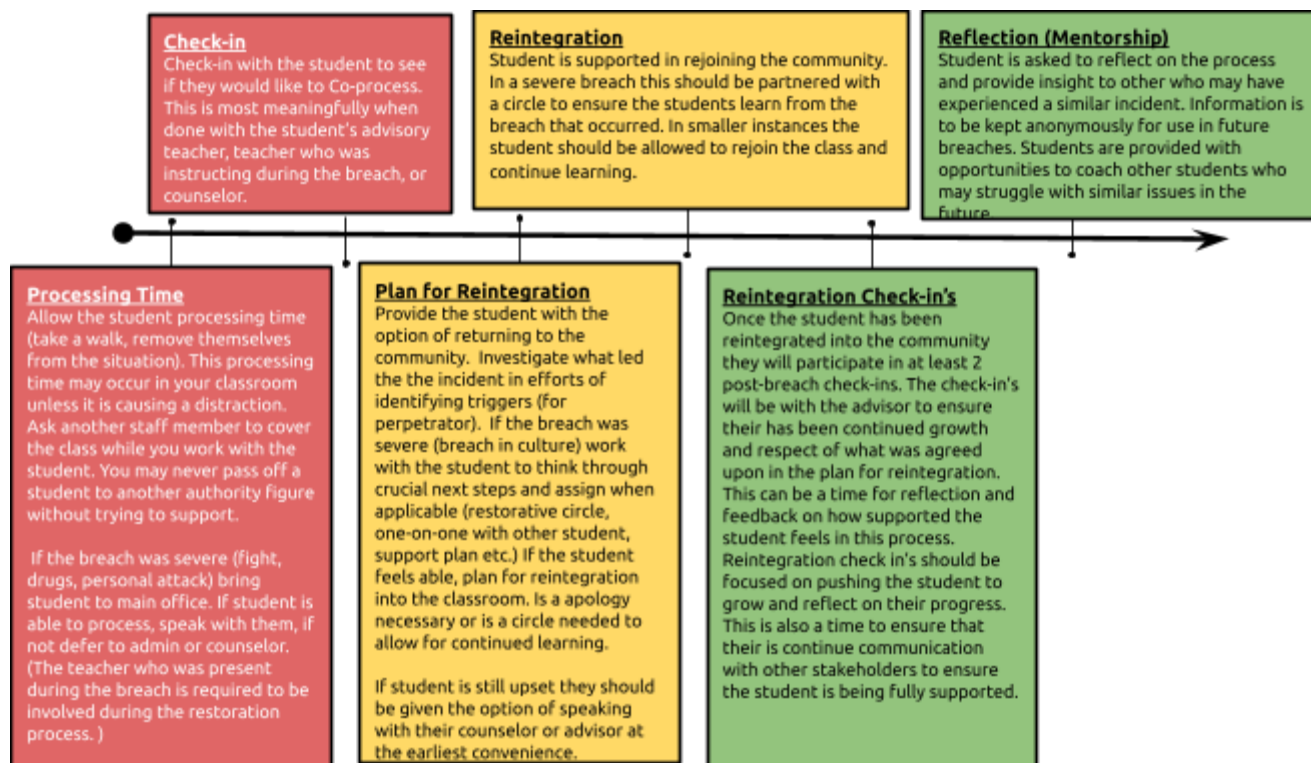 Check-in
Check-in with the student to see
if they would like to Co-process.
This is most meaningfully when
done with the student's advisory
teacher, teacher who was
instructing during the breach, or
counselor.
Reintegration
Student is supported in rejoining the community.
In a severe breach this should be partnered with
a circle to ensure the students learn from the
breach that occurred. In smaller instances the
student should be allowed to rejoin the class and
continue learning.
Reflection (Mentorship)
Student is asked to reflect on the process
and provide insight to other who may have
experienced a similar incident. Information is
to be kept anonymously for use in future
breaches. Students are provided with
opportunities to coach other students who
may struggle with similar issues in the
future
Processing Time
Allow the student processing time
(take a walk, remove themselves
from the situation). This processing
time may occur in your classroom
unless it is causing a distraction.
Ask another staff member to cover
the class while you work with the
student. You may never pass off a
student to another authority figure
without trying to support.
If the breach was severe (fight,
drugs, personal attack) bring
student to main office. If student is
able to process, speak with them, if
not defer to admin or counselor.
(The teacher who was present
during the breach is required to be
involved during the restoration
process. )
Plan for Reintegration
Provide the student with the
option of returning to the
community.  Investigate what led
the the incident in efforts of
identifying triggers (for
perpetrator).  If the breach was
severe (breach in culture) work
with the student to think through
crucial next steps and assign when
applicable (restorative circle,
one-on-one with other student,
support plan etc.) If the student
feels able, plan for reintegration
into the classroom. Is a apology
necessary or is a circle needed to
allow for continued learning.
If student is still upset they should
be given the option of speaking
with their counselor or advisor at
the earliest convenience.
Reintegration Check-in's
Once the student has been
reintegrated into the community
they will participate in at least 2
post-breach check-ins. The check-in's
will be with the advisor to ensure
their has been continued growth
and respect of what was agreed
upon in the plan for reintegration.
This can be a time for reflection and
feedback on how supported the
student feels in this process.
Reintegration check in's should be
focused on pushing the student to
grow and reflect on their progress.
This is also a time to ensure that
their is continue communication
with other stakeholders to ensure
the student is being fully supported.